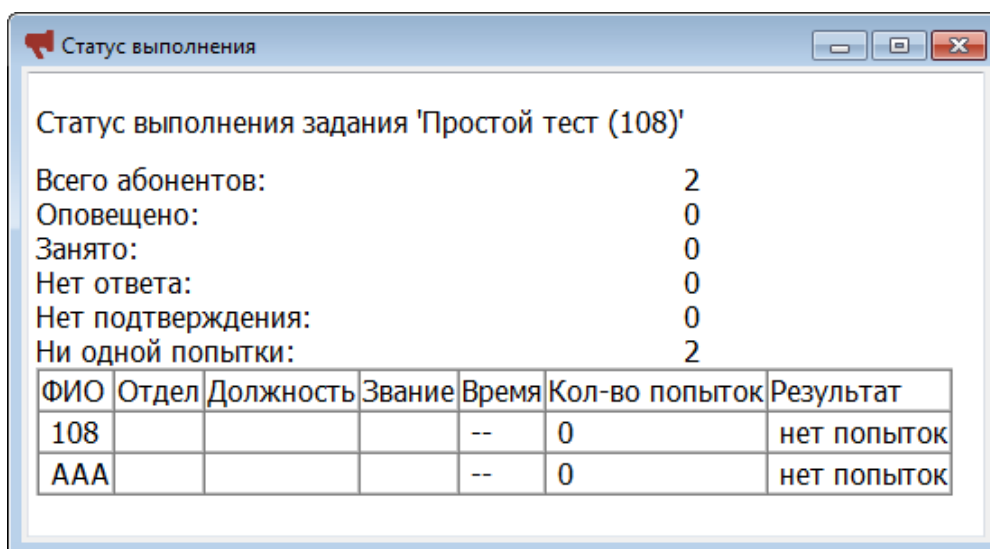 Статус выполнения
Статус выполнения задания 'Простой тест (108)'
Всего абонентов: 2
Оповещено: 0
Занято: 0
Нет ответа: 0
Нет подтверждения: 0
Ни одной попытки: 2
ФИО Отдел Должность Звание Время Кол-во попыток Результат
108 -- 0 нет попыток
ААА -- 0 нет попыток